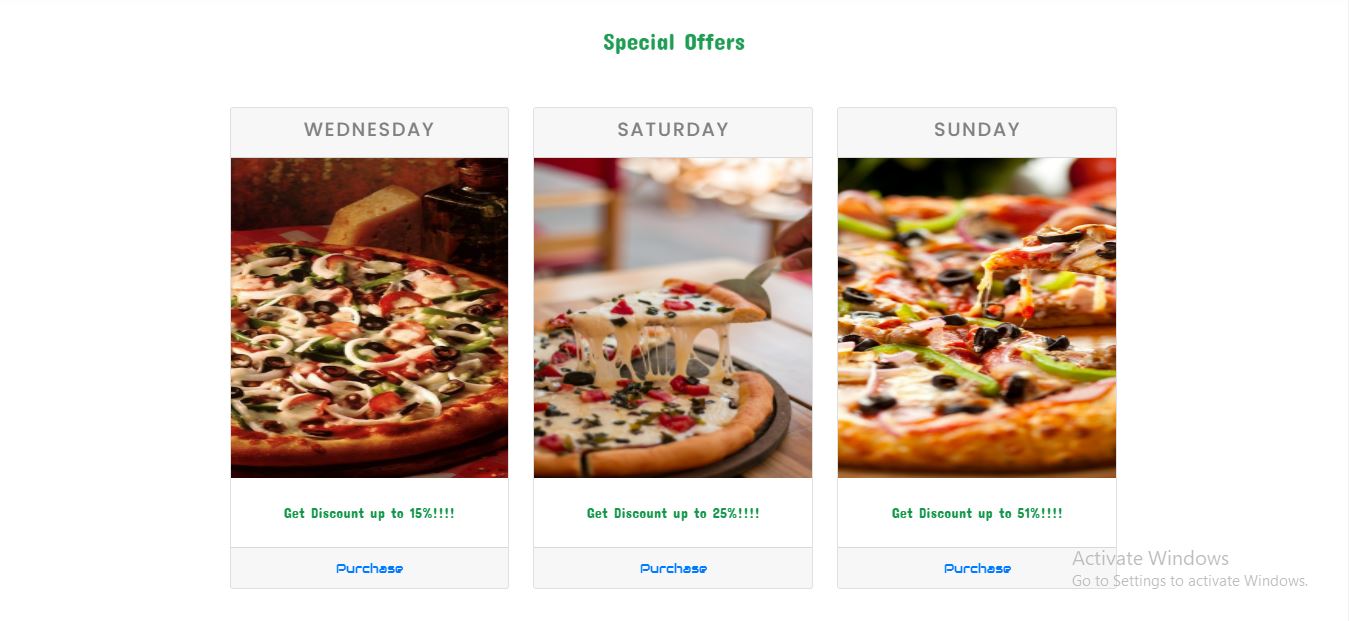 Special Offers
WEDNESDAY
SATURDAY
SUNDAY
Get Discount up to 15%!!!!
Get Discount up to 25%!!!!
Get Discount up to 51%!!!!
Purchase
Purchase
Purchase
Activate Windows
Go to Settings to activate Windows.